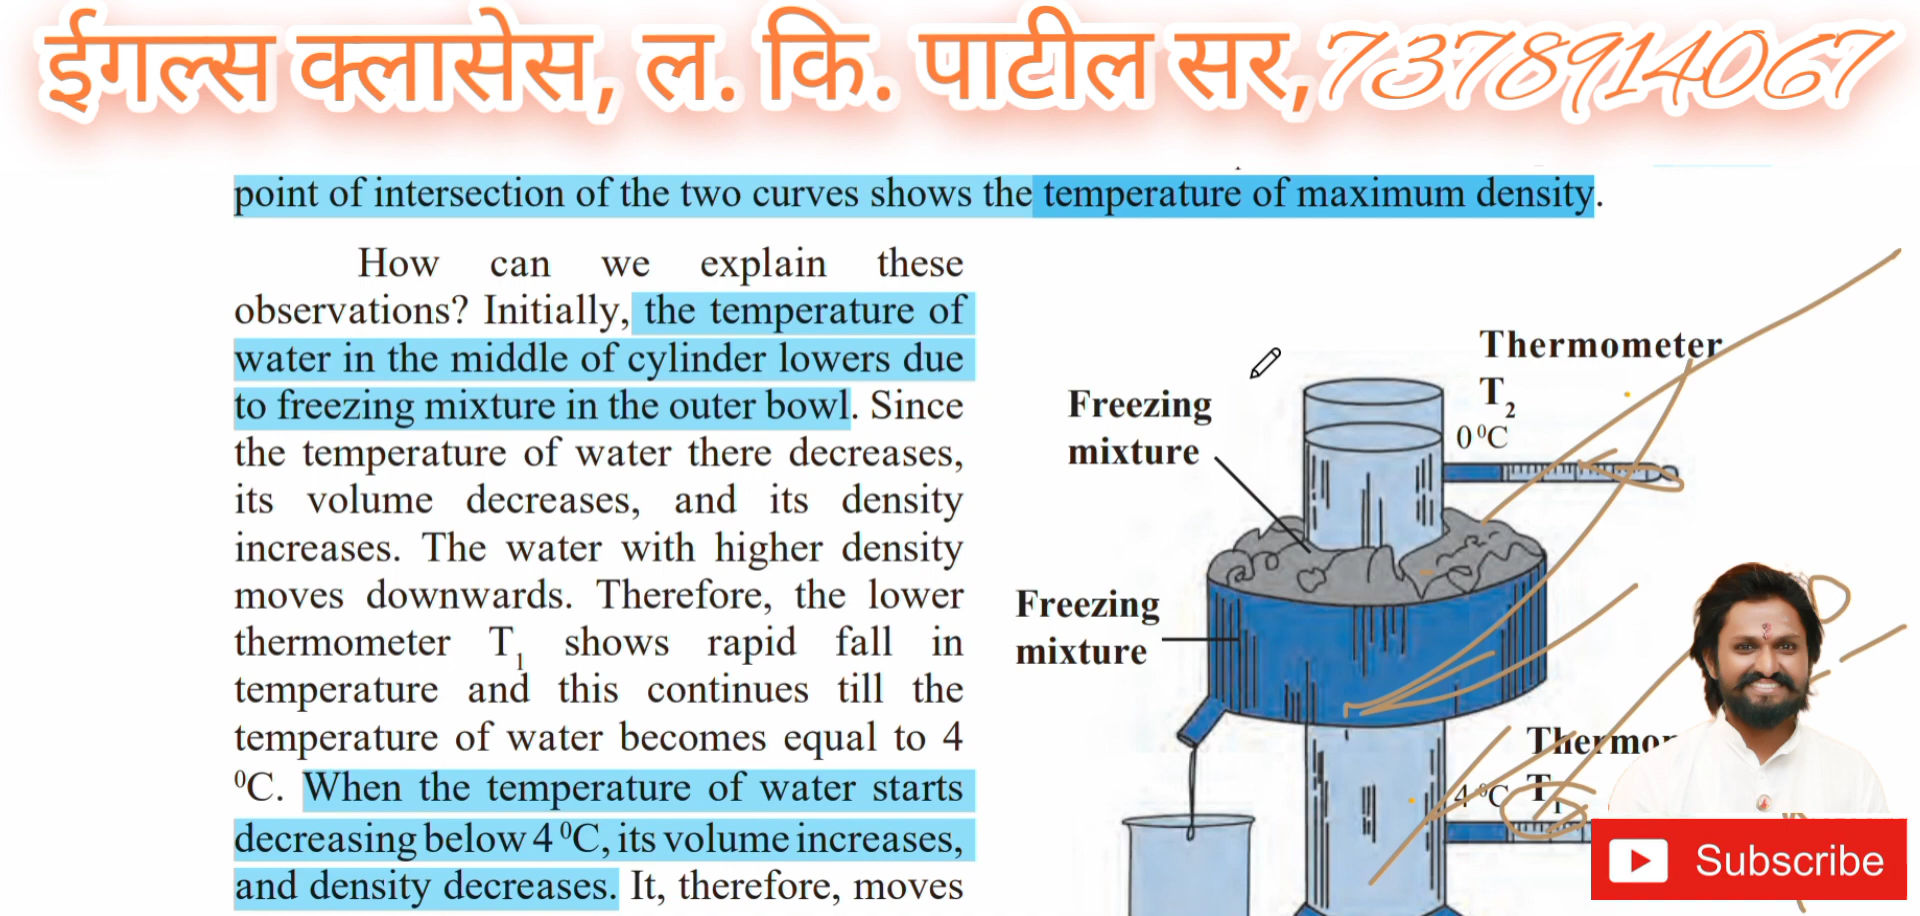 ईगल्स क्लासेस, ल. कि. पाटील सर, 7378914067
point of intersection of the two curves shows the temperature of maximum density.
How can we explain these
observations? Initially, the temperature of
water in the middle of cylinder lowers due
to freezing mixture in the outer bowl. Since
the temperature of water there decreases,
its volume decreases, and its density
increases. The water with higher density
moves downwards. Therefore, the lower
thermometer T₁ shows rapid fall in
temperature and this continues till the
temperature of water becomes equal to 4
⁰C. When the temperature of water starts
decreasing below 4 ⁰C, its volume increases,
and density decreases. It, therefore, moves
Thermometer
T₂
0 ⁰C
Freezing
mixture
Freezing
mixture
Thermo
4 ⁰C T₁
Subscribe